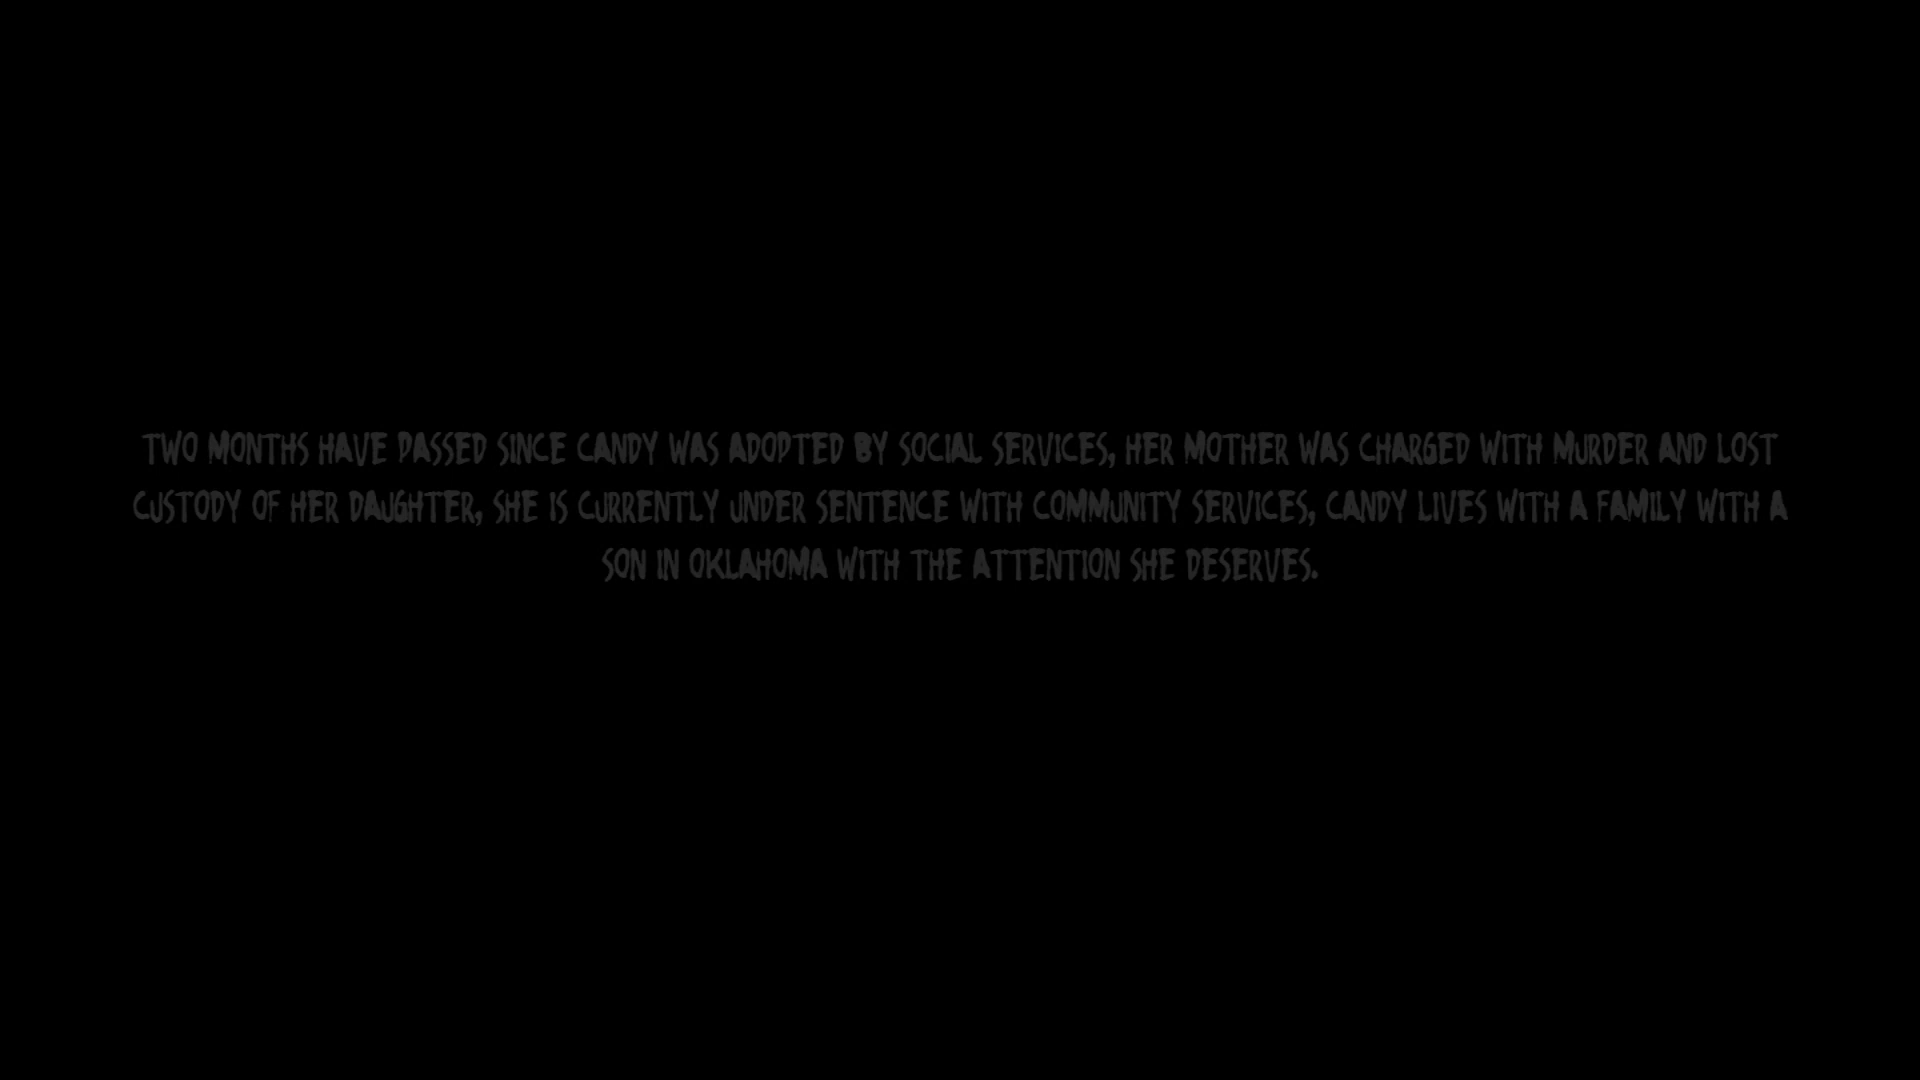 TWO MONTHS HAVE PASSED SINCE CANDY WAS ADOPTED BY SOCIAL SERVICES, HER MOTHER WAS CHARGED WITH MURDER AND LOST
CUSTODY OF HER DAUGHTER, SHE IS CURRENTLY UNDER SENTENCE WITH COMMUNITY SERVICES, CANDY LIVES WITH A FAMILY WITH A
SON IN OKLAHOMA WITH THE ATTENTION SHE DESERVES.